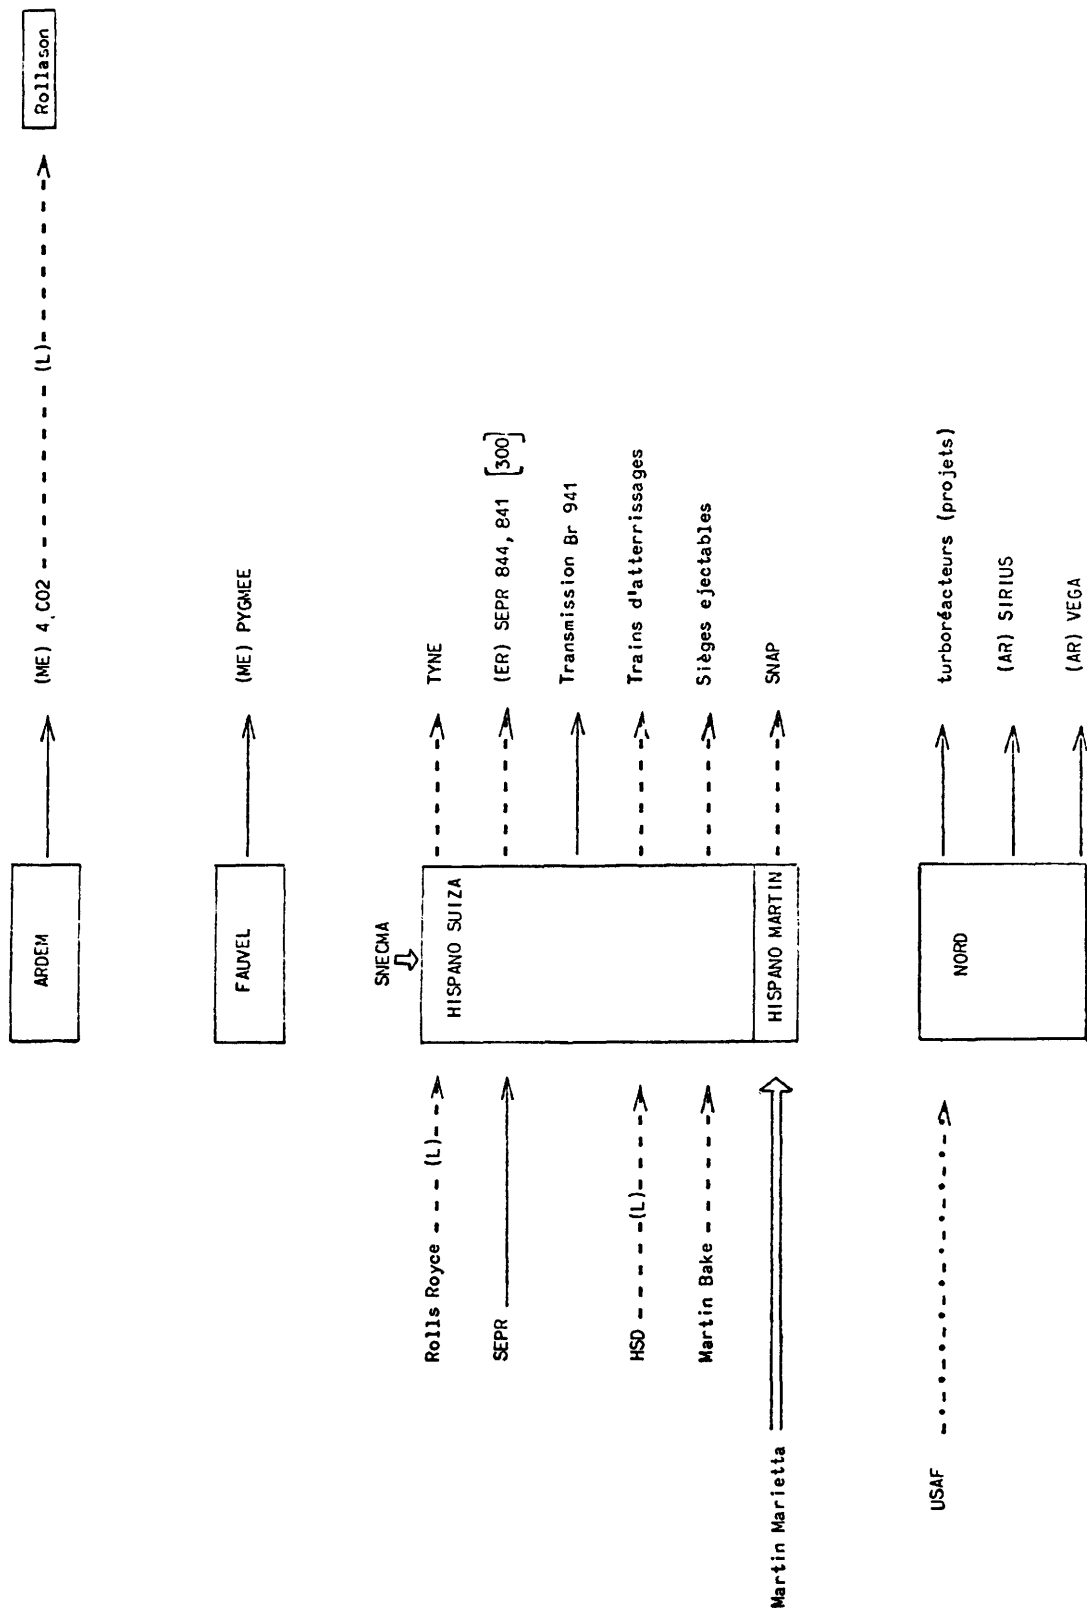 ARDEM
(ME) 4.CO2 (L) Rollason
FAUVEL
(ME) PYGMEE
SNECMA
HISPANO SUIZA
Rolls Royce (L)
TYNE
SEPR
(ER) SEPR 844, 841 [300]
Transmission Br 941
HSD (L)
Trains d'atterrissages
Martin Bake
Sièges ejectables
Martin Marietta
HISPANO MARTIN
SNAP
USAF
NORD
turboréacteurs (projets)
(AR) SIRIUS
(AR) VEGA